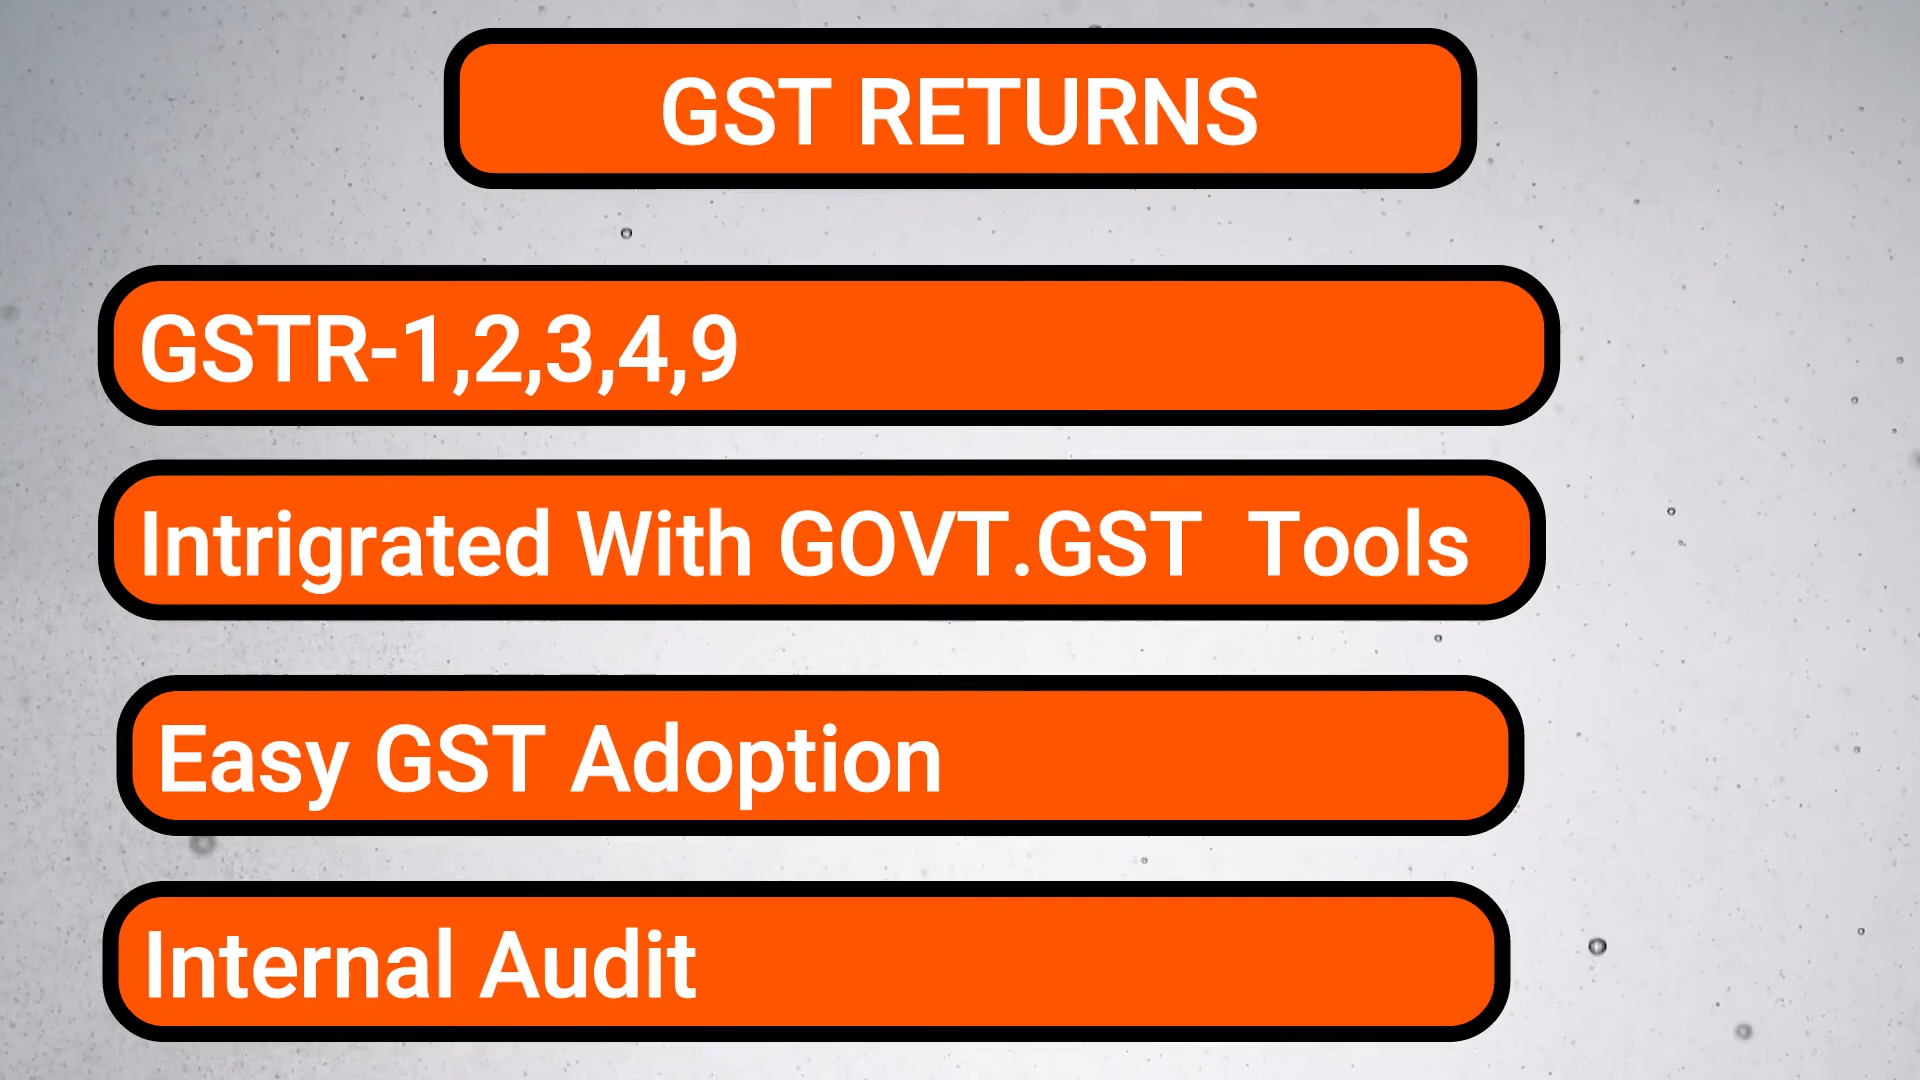 GST RETURNS
GSTR-1,2,3,4,9
Intrigrated With GOVT.GST  Tools
Easy GST Adoption
Internal Audit